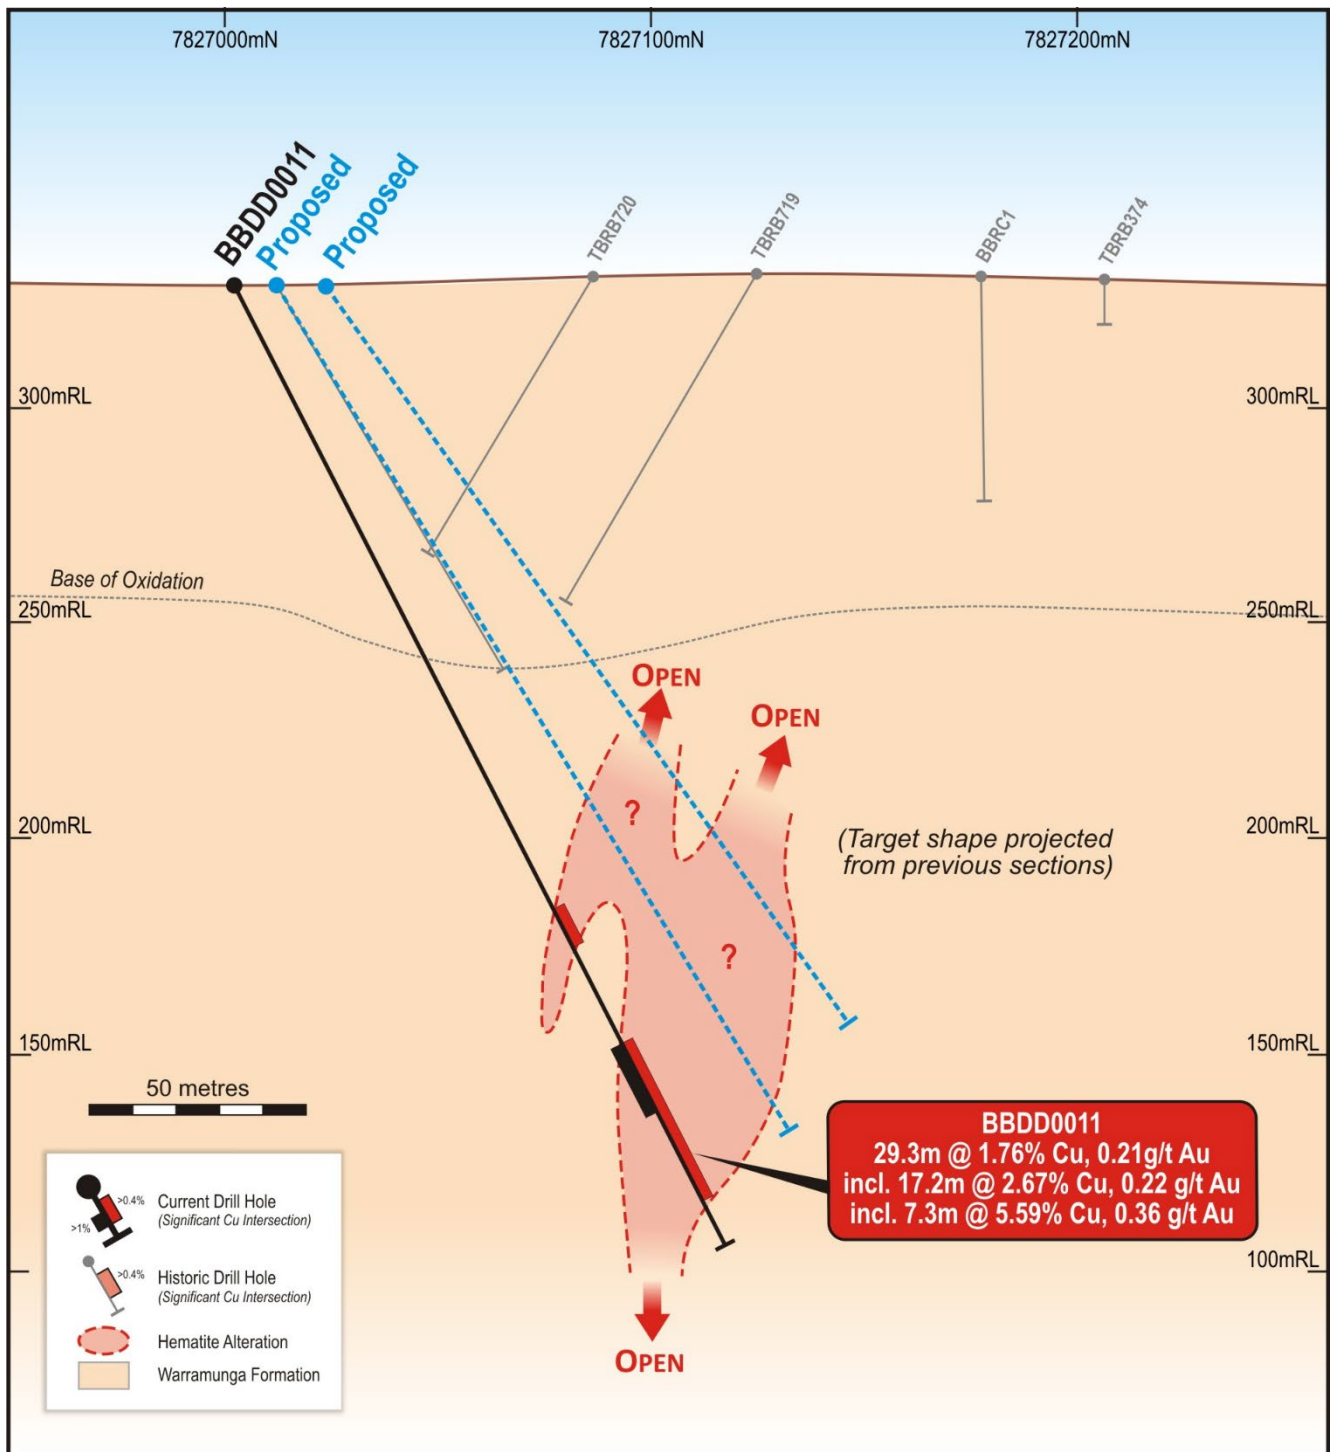 7827000mN
7827100mN
7827200mN
BBDD0011
Proposed
Proposed
TBRB720
TBRB719
BBRC1
TBRB374
300mRL
300mRL
Base of Oxidation
250mRL
250mRL
OPEN
OPEN
200mRL
200mRL
?
(Target shape projected
from previous sections)
?
150mRL
150mRL
50 metres
BBDD0011
29.3m @ 1.76% Cu, 0.21g/t Au
incl. 17.2m @ 2.67% Cu, 0.22 g/t Au
incl. 7.3m @ 5.59% Cu, 0.36 g/t Au
100mRL
OPEN
>0.4%
>1%
Current Drill Hole
(Significant Cu Intersection)
>0.4%
Historic Drill Hole
(Significant Cu Intersection)
Hematite Alteration
Warramunga Formation